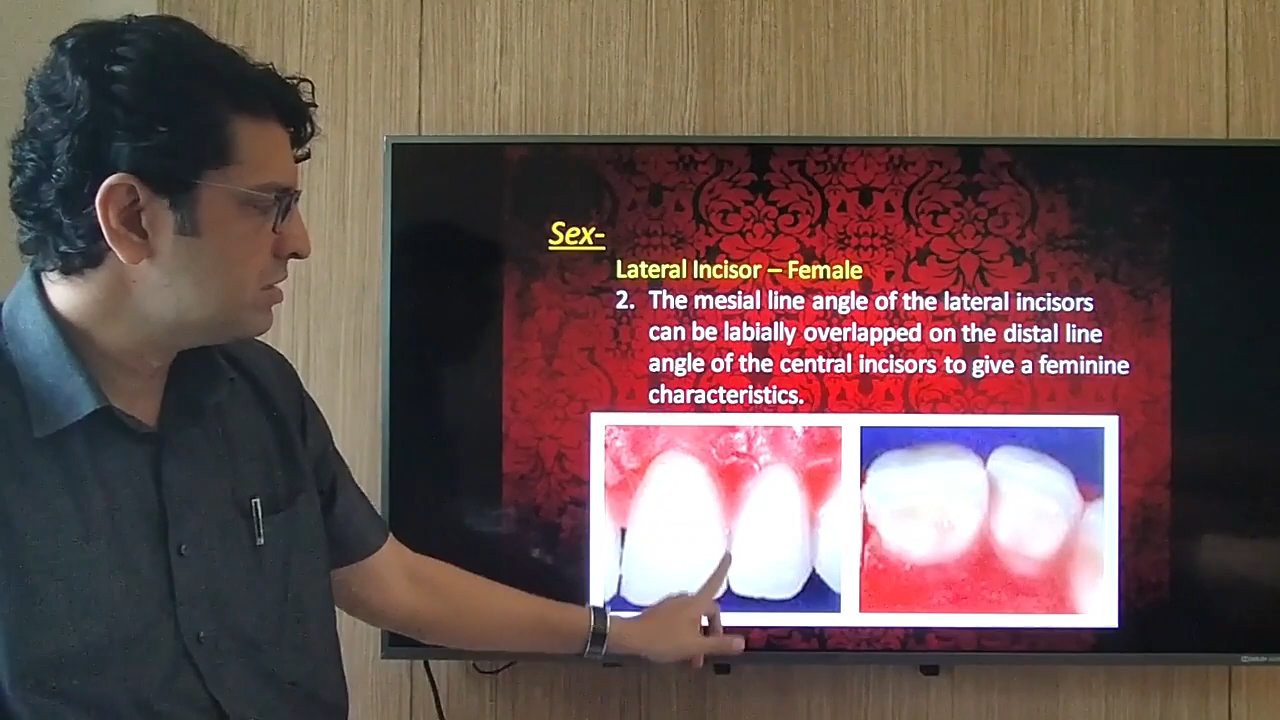 Sex-
Lateral Incisor – Female
2. The mesial line angle of the lateral incisors
can be labially overlapped on the distal line
angle of the central incisors to give a feminine
characteristics.